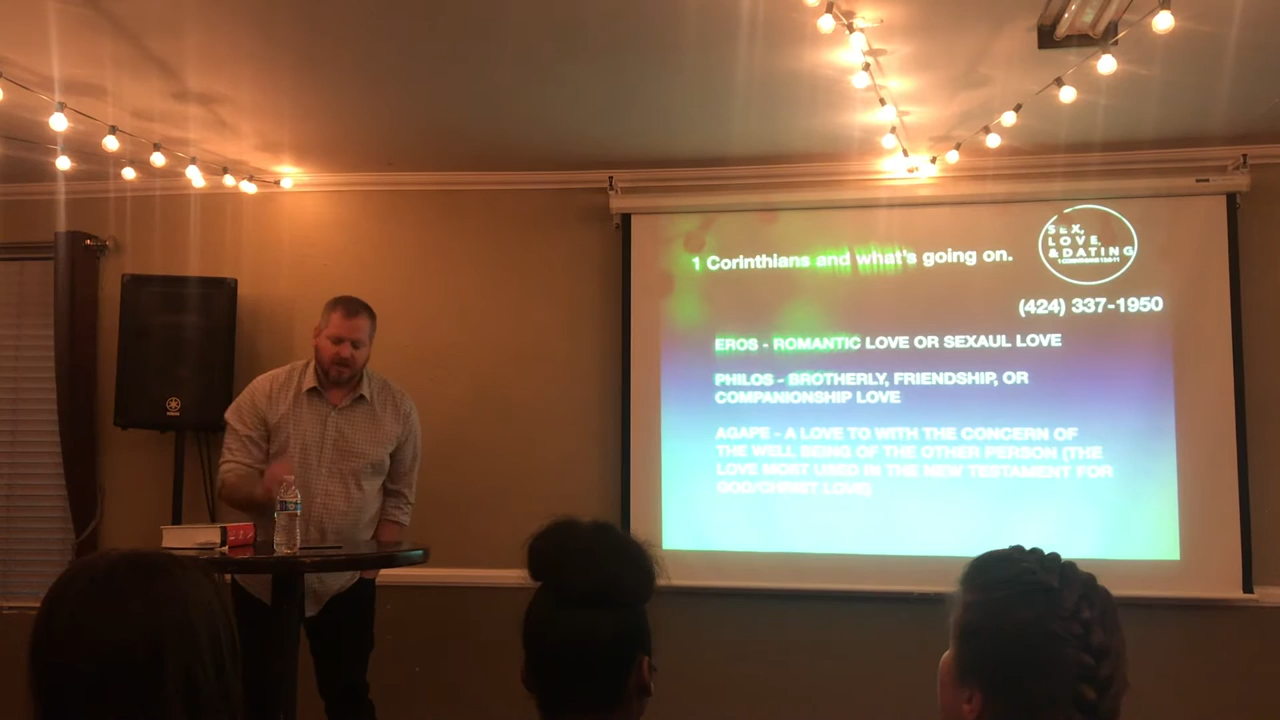 1 Corinthians and what's going on.
SEX,
LOVE,
& DATING
(424) 337-1950
EROS - ROMANTIC LOVE OR SEXAUL LOVE
PHILOS - BROTHERLY, FRIENDSHIP, OR
COMPANIONSHIP LOVE
AGAPE - A LOVE TO WITH THE CONCERN OF
THE WELL BEING OF THE OTHER PERSON (THE
LOVE MOST USED IN THE NEW TESTAMENT FOR
GOD/CHRIST LOVE)
YAMAHA